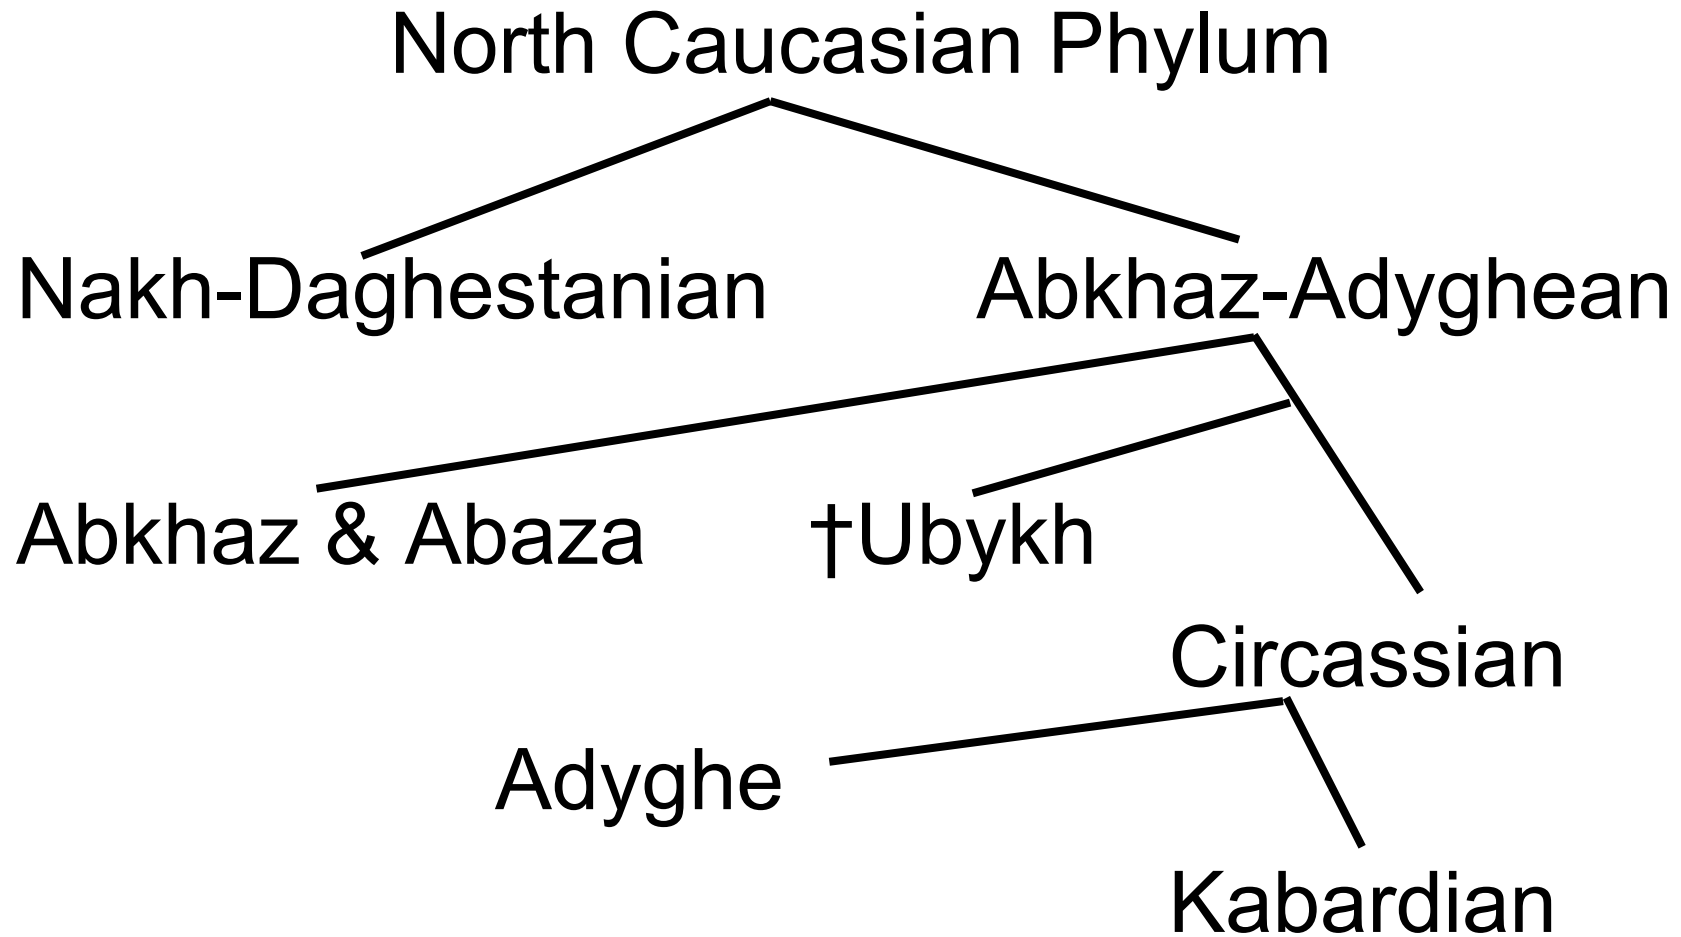 North Caucasian Phylum
Nakh-Daghestanian
Abkhaz-Adyghean
Abkhaz & Abaza
†Ubykh
Circassian
Adyghe
Kabardian